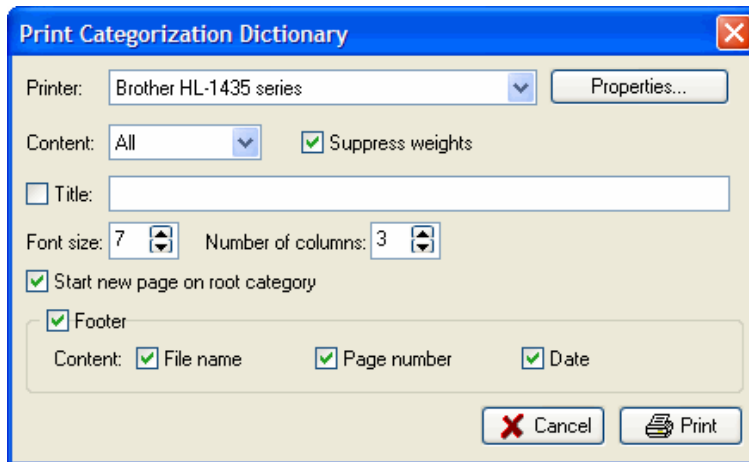 Print Categorization Dictionary
Printer: Brother HL-1435 series Properties...
Content: All Suppress weights
Title:
Font size: 7 Number of columns: 3
Start new page on root category
Footer
Content: File name Page number Date
Cancel Print